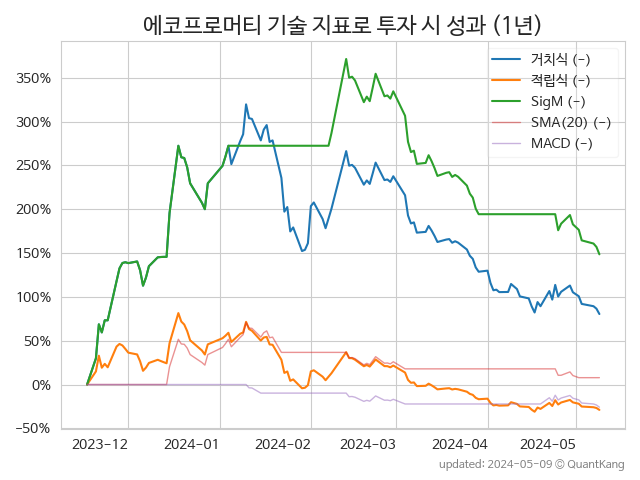 에코프로머티 기술 지표로 투자 시 성과 (1년)
거치식 (-)
적립식 (-)
SigM (-)
SMA(20) (-)
MACD (-)
350%
300%
250%
200%
150%
100%
50%
0%
-50%
2023-12
2024-01
2024-02
2024-03
2024-04
2024-05
updated: 2024-05-09 © QuantKang